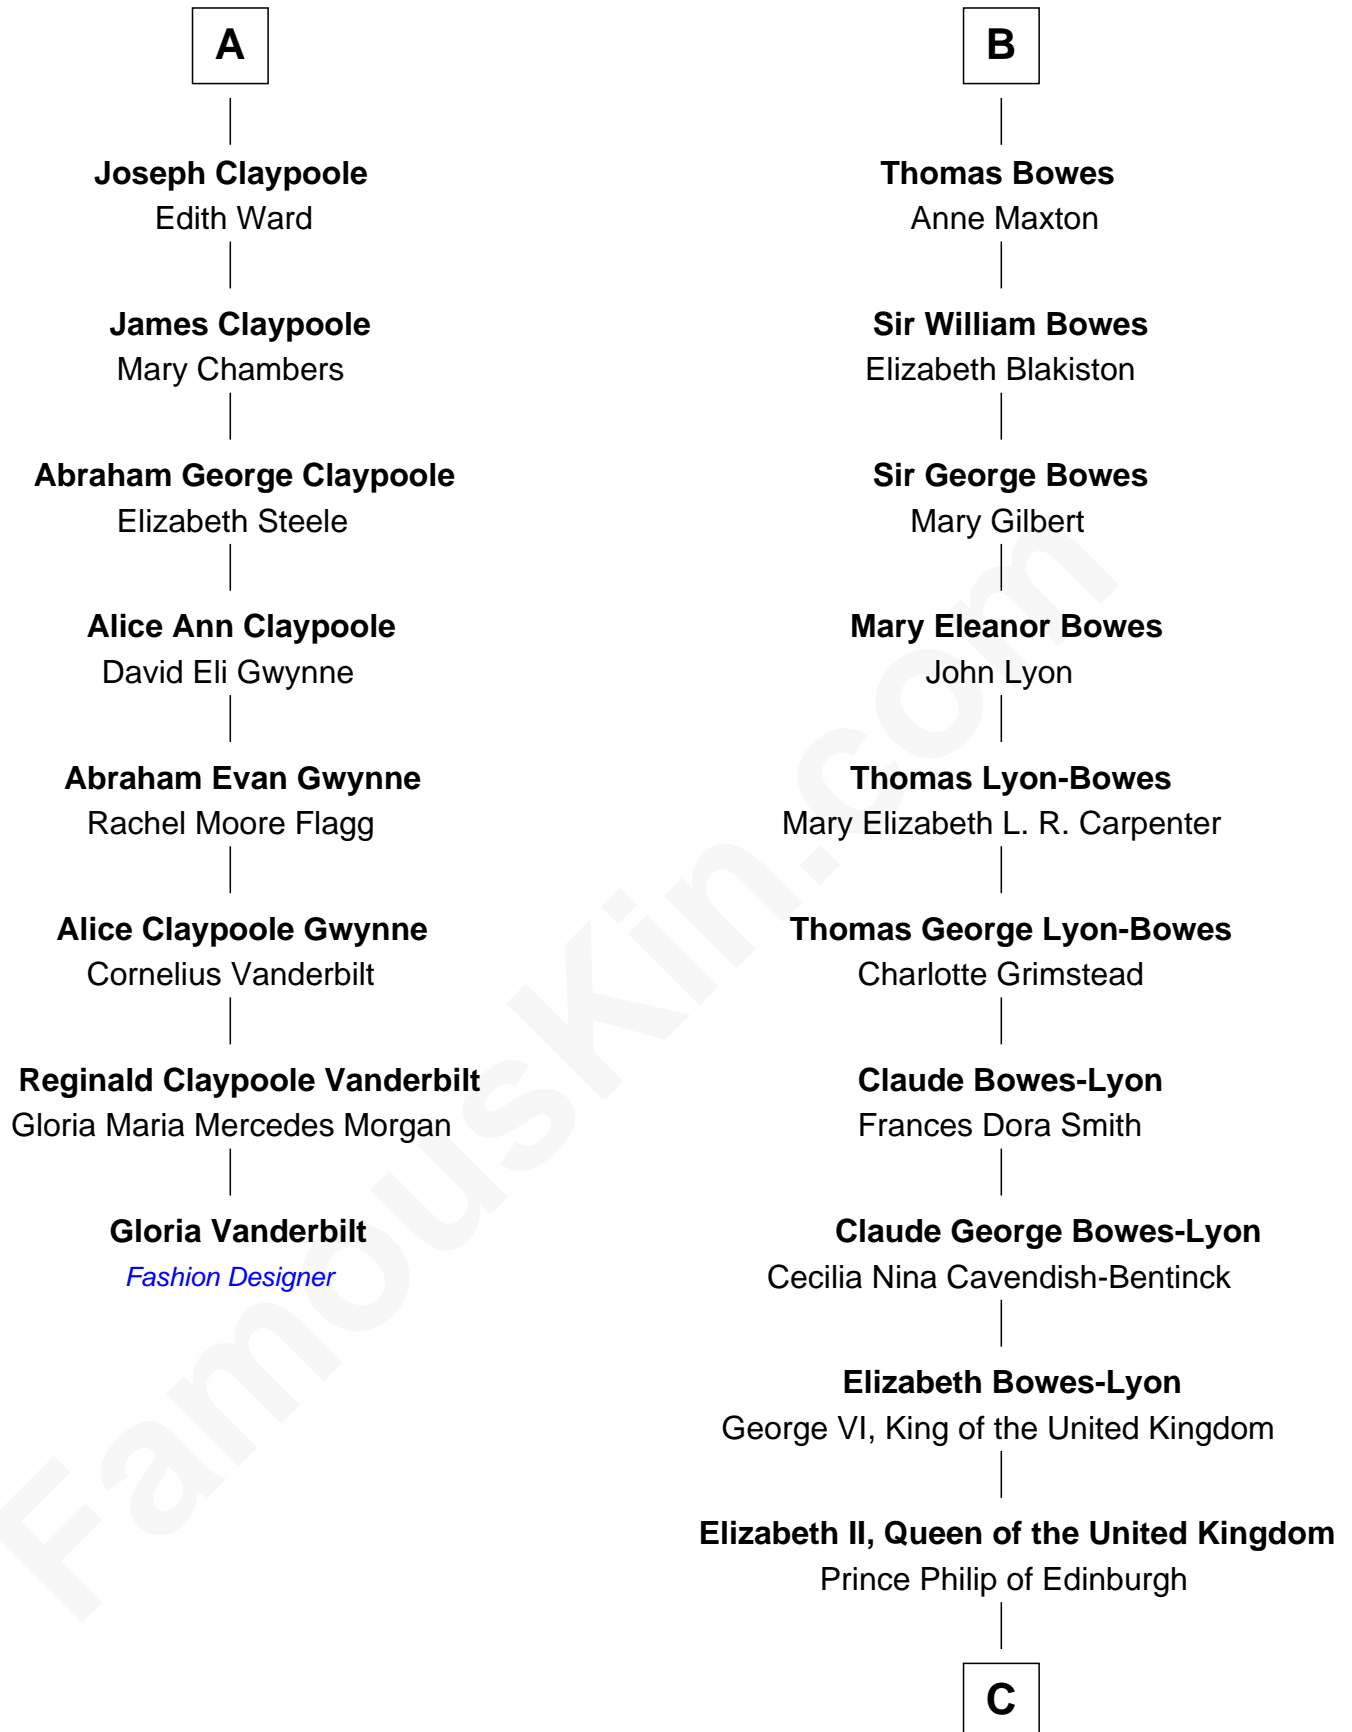 A
Joseph Claypoole
Edith Ward
James Claypoole
Mary Chambers
Abraham George Claypoole
Elizabeth Steele
Alice Ann Claypoole
David Eli Gwynne
Abraham Evan Gwynne
Rachel Moore Flagg
Alice Claypoole Gwynne
Cornelius Vanderbilt
Reginald Claypoole Vanderbilt
Gloria Maria Mercedes Morgan
Gloria Vanderbilt
Fashion Designer
B
Thomas Bowes
Anne Maxton
Sir William Bowes
Elizabeth Blakiston
Sir George Bowes
Mary Gilbert
Mary Eleanor Bowes
John Lyon
Thomas Lyon-Bowes
Mary Elizabeth L. R. Carpenter
Thomas George Lyon-Bowes
Charlotte Grimstead
Claude Bowes-Lyon
Frances Dora Smith
Claude George Bowes-Lyon
Cecilia Nina Cavendish-Bentinck
Elizabeth Bowes-Lyon
George VI, King of the United Kingdom
Elizabeth II, Queen of the United Kingdom
Prince Philip of Edinburgh
C
FamousKin.com